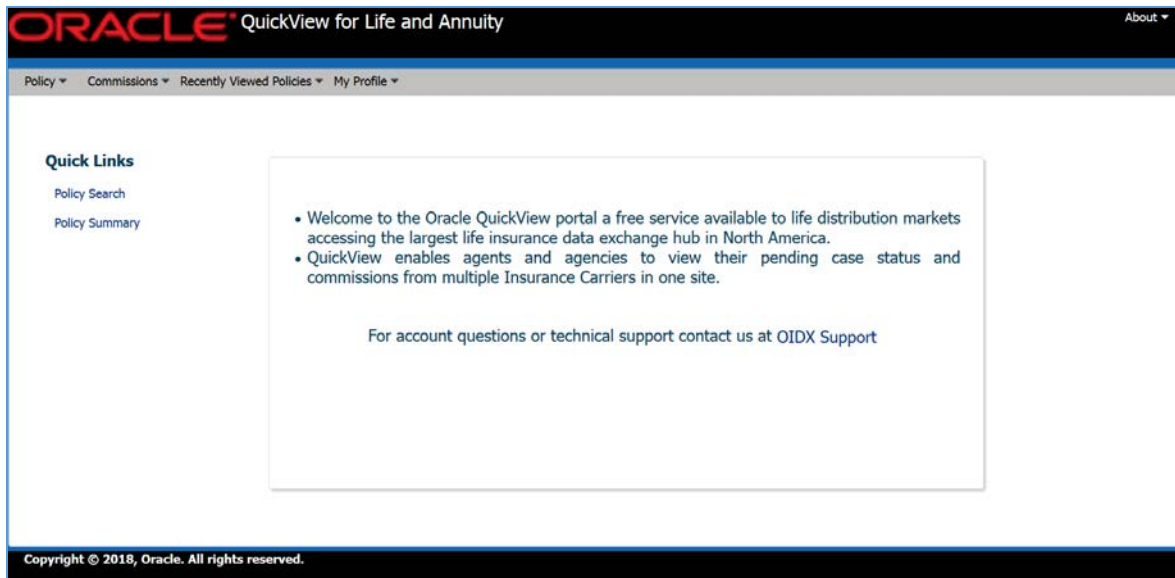 ORACLE QuickView for Life and Annuity
About
Policy Commissions Recently Viewed Policies My Profile
Quick Links
Policy Search
Policy Summary
• Welcome to the Oracle QuickView portal a free service available to life distribution markets
accessing the largest life insurance data exchange hub in North America.
• QuickView enables agents and agencies to view their pending case status and
commissions from multiple Insurance Carriers in one site.
For account questions or technical support contact us at OIDX Support
Copyright © 2018, Oracle. All rights reserved.